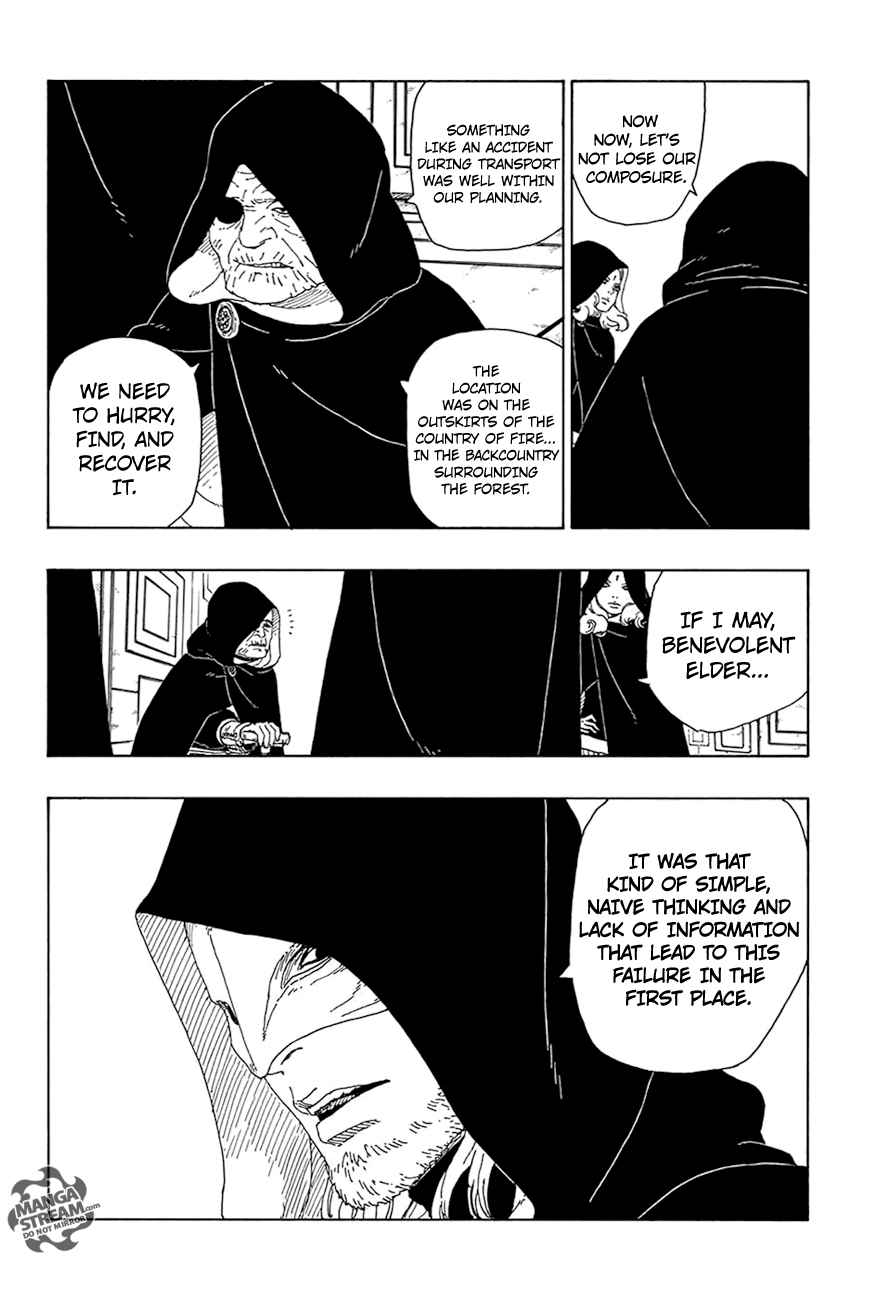 NOW
NOW, LET'S
NOT LOSE OUR
COMPOSURE.
SOMETHING
LIKE AN ACCIDENT
DURING TRANSPORT
WAS WELL WITHIN
OUR PLANNING.
THE
LOCATION
WAS ON THE
OUTSKIRTS OF THE
COUNTRY OF FIRE...
IN THE BACKCOUNTRY
SURROUNDING
THE FOREST.
WE NEED
TO HURRY,
FIND, AND
RECOVER
IT.
IF I MAY,
BENEVOLENT
ELDER...
IT WAS THAT
KIND OF SIMPLE,
NAIVE THINKING AND
LACK OF INFORMATION
THAT LEAD TO THIS
FAILURE IN THE
FIRST PLACE.
MANGA
STREAM.com
DO NOT MIRROR